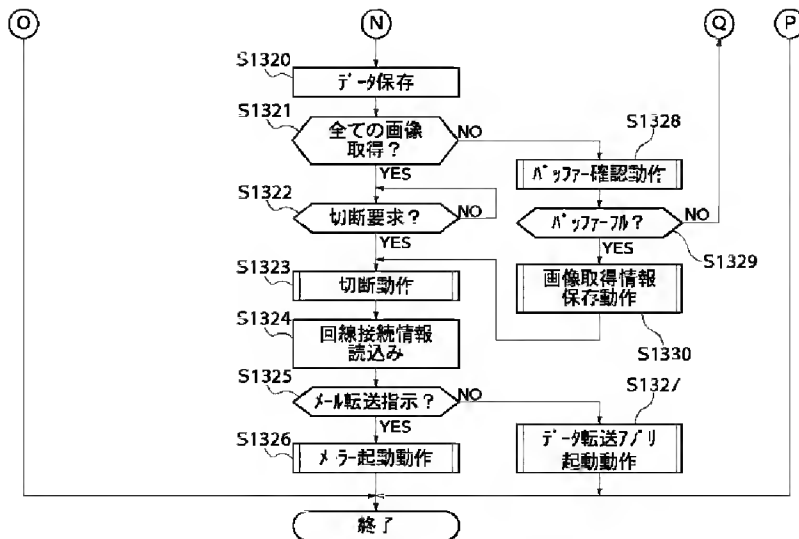 O
N
Q
P
S1320
データ保存
S1321
全ての画像
取得?
NO
YES
S1328
バッファー確認動作
S1322
切断要求?
NO
YES
バッファーフル?
NO
YES
S1329
S1323
切断動作
画像取得情報
保存動作
S1330
S1324
回線接続情報
読込み
S1325
メール転送指示?
NO
YES
S1327
S1326
メーラー起動動作
データ転送アプリ
起動動作
終了